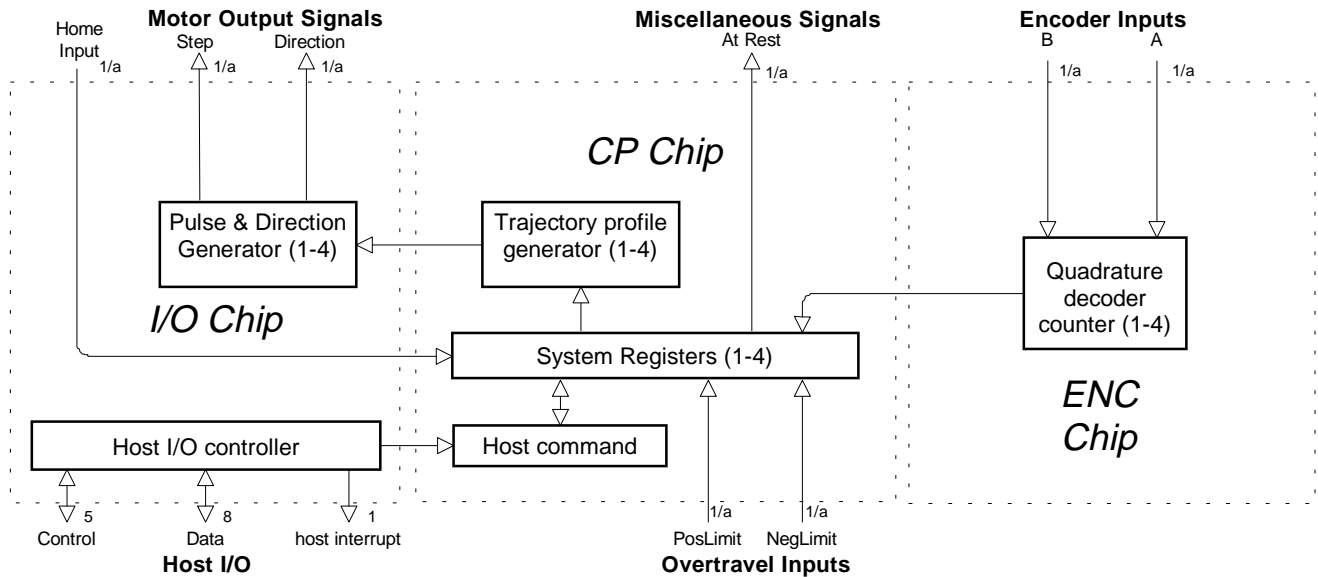 Motor Output Signals
Miscellaneous Signals
Encoder Inputs
Home
Input
Step
Direction
At Rest
B
A
1/a
1/a
1/a
1/a
1/a
1/a
CP Chip
Pulse & Direction
Generator (1-4)
Trajectory profile
generator (1-4)
Quadrature
decoder
counter (1-4)
I/O Chip
System Registers (1-4)
ENC
Chip
Host I/O controller
Host command
5
8
1
1/a
1/a
Control
Data
host interrupt
PosLimit
NegLimit
Host I/O
Overtravel Inputs